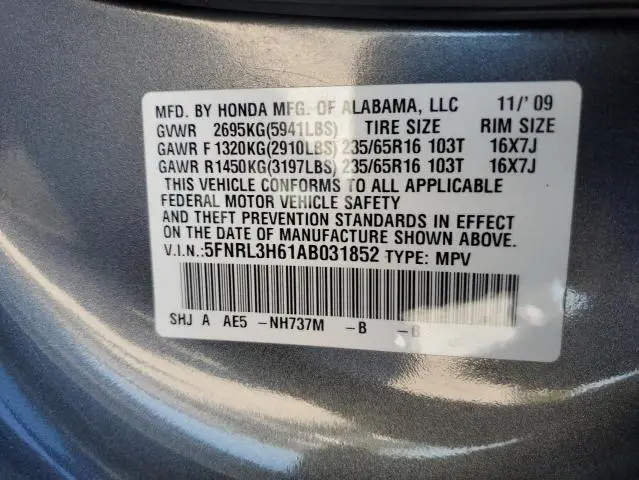 MFD. BY HONDA MFG. OF ALABAMA, LLC 11/'09
GVWR 2695KG(5941LBS) TIRE SIZE RIM SIZE
GAWR F 1320KG(2910LBS) 235/65R16 103T 16X7J
GAWR R1450KG(3197LBS) 235/65R16 103T 16X7J
THIS VEHICLE CONFORMS TO ALL APPLICABLE
FEDERAL MOTOR VEHICLE SAFETY
AND THEFT PREVENTION STANDARDS IN EFFECT
ON THE DATE OF MANUFACTURE SHOWN ABOVE.
V.I.N.:5FNRL3H61AB031852 TYPE: MPV
SHJ A AE5 -NH737M -B -B